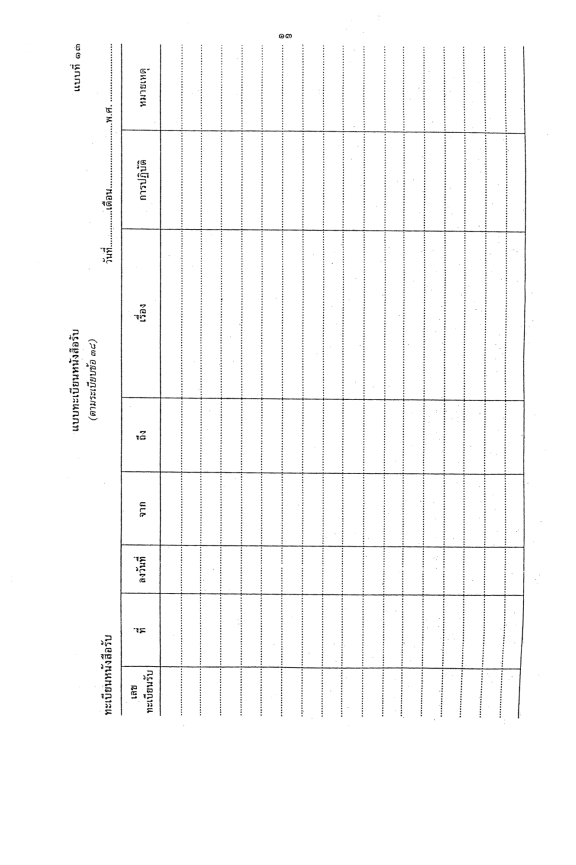 ๑๓
แบบที่ ๑๓
แบบทะเบียนหนังสือรับ
(ตามระเบียบข้อ ๓๘)
ทะเบียนหนังสือรับ วันที่..............เดือน..............................พ.ศ. ..................
เลข
ทะเบียนรับ ที่ ลงวันที่ จาก ถึง เรื่อง การปฏิบัติ หมายเหตุ